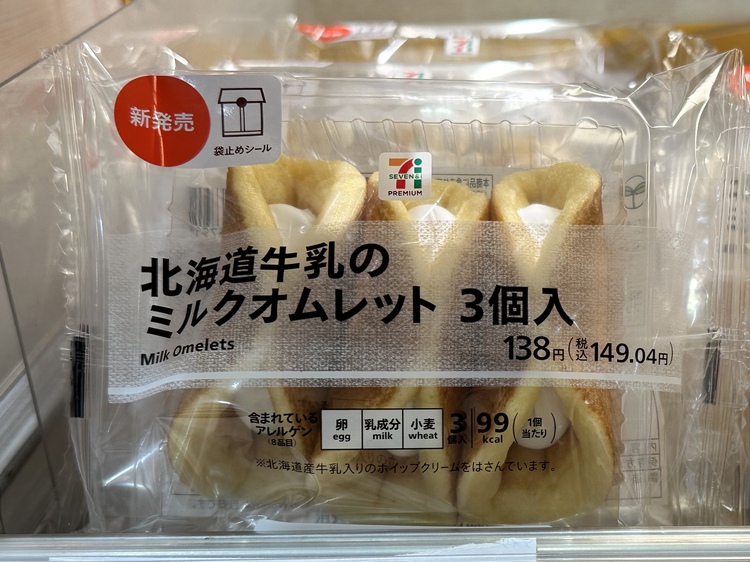 新発売
袋止めシール
7i
SEVEN&i
PREMIUM
北海道牛乳の
ミルクオムレット 3個入
Milk Omelets
138円(税込149.04円)
含まれている
アレルゲン
(8品目)
卵 乳成分 小麦
egg milk wheat
3個入 99kcal (1個当たり)
※北海道産牛乳入りのホイップクリームをはさんでいます。